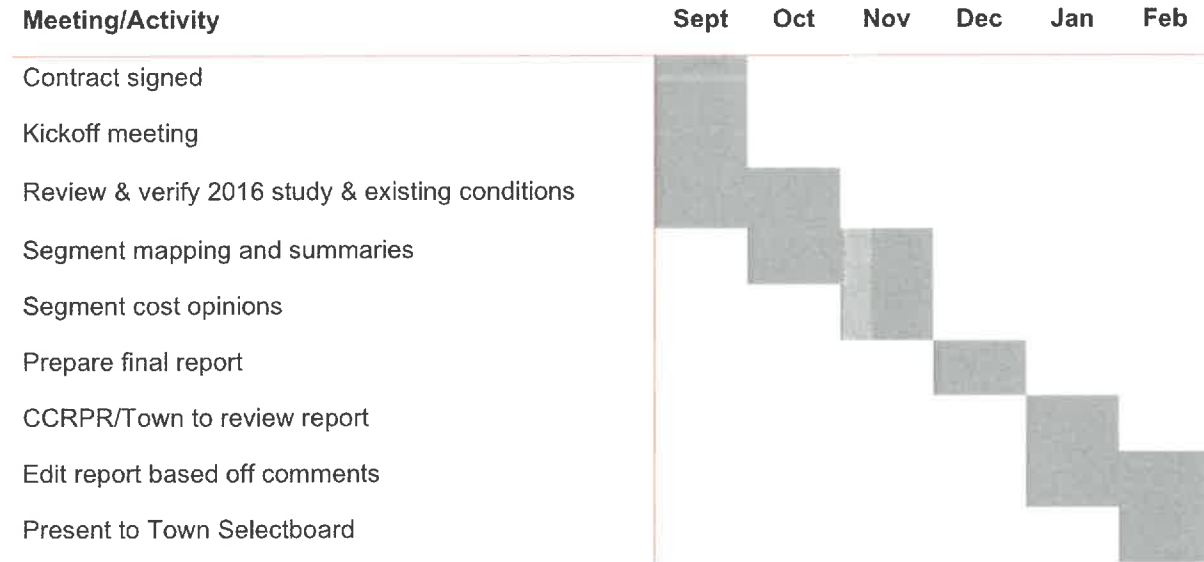 Meeting/Activity Sept Oct Nov Dec Jan Feb
Contract signed
Kickoff meeting
Review & verify 2016 study & existing conditions
Segment mapping and summaries
Segment cost opinions
Prepare final report
CCRPR/Town to review report
Edit report based off comments
Present to Town Selectboard